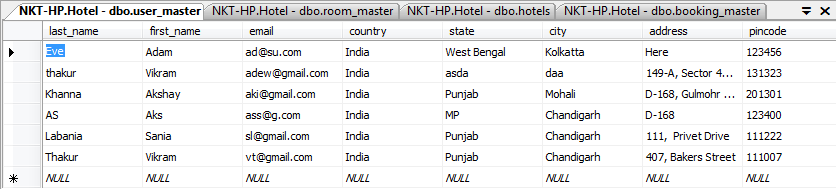 NKT-HP.Hotel - dbo.user_master NKT-HP.Hotel - dbo.room_master NKT-HP.Hotel - dbo.hotels NKT-HP.Hotel - dbo.booking_master
last_name first_name email country state city address pincode
Eve Adam ad@su.com India West Bengal Kolkatta Here 123456
thakur Vikram adew@gmail.com India asda daa 149-A, Sector 4... 131323
Khanna Akshay aki@gmail.com India Punjab Mohali D-168, Gulmohr ... 201301
AS Aks ass@g.com India MP Chandigarh D-168 123400
Labania Sania sl@gmail.com India Punjab Chandigarh 111, Privet Drive 111222
Thakur Vikram vt@gmail.com India Punjab Chandigarh 407, Bakers Street 111007
NULL NULL NULL NULL NULL NULL NULL NULL